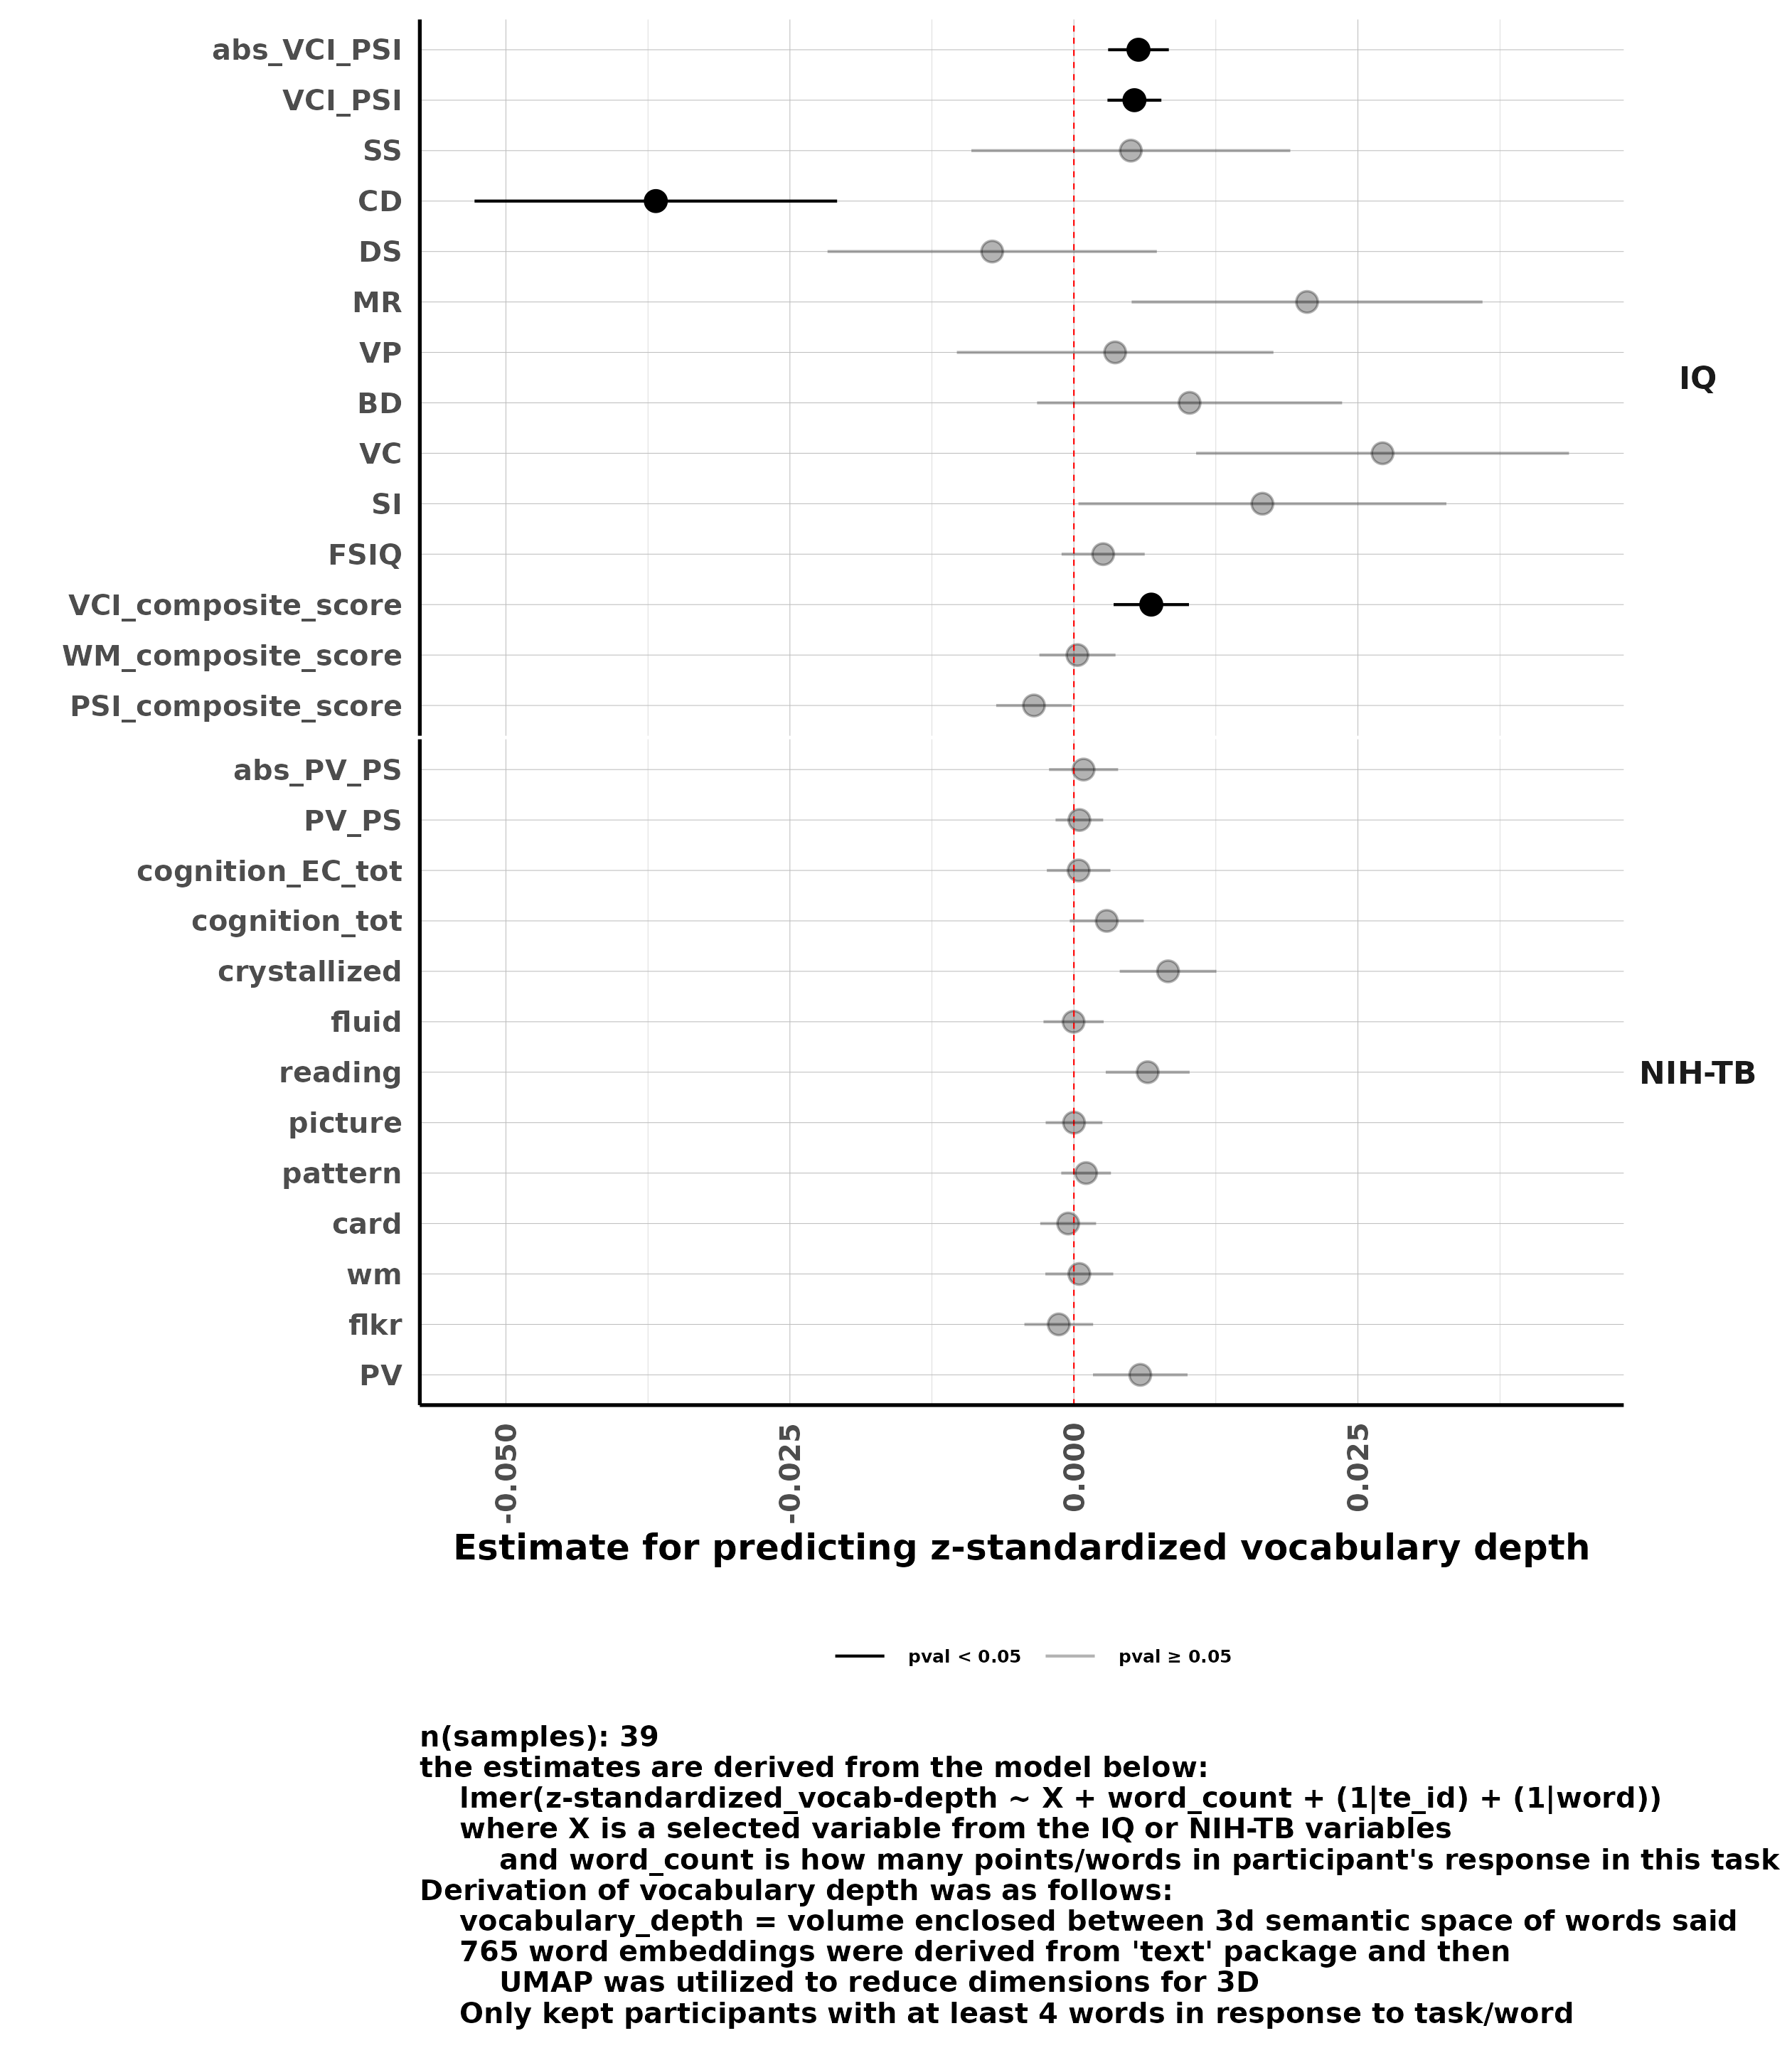 abs_VCI_PSI
VCI_PSI
SS
CD
DS
MR
VP
BD
VC
SI
FSIQ
VCI_composite_score
WM_composite_score
PSI_composite_score
IQ
abs_PV_PS
PV_PS
cognition_EC_tot
cognition_tot
crystallized
fluid
reading
picture
pattern
card
wm
flkr
PV
NIH-TB
-0.050
-0.025
0.000
0.025
Estimate for predicting z-standardized vocabulary depth
pval < 0.05
pval ≥ 0.05
n(samples): 39
the estimates are derived from the model below:
lmer(z-standardized_vocab-depth ~ X + word_count + (1|te_id) + (1|word))
where X is a selected variable from the IQ or NIH-TB variables
and word_count is how many points/words in participant's response in this task
Derivation of vocabulary depth was as follows:
vocabulary_depth = volume enclosed between 3d semantic space of words said
765 word embeddings were derived from 'text' package and then
UMAP was utilized to reduce dimensions for 3D
Only kept participants with at least 4 words in response to task/word